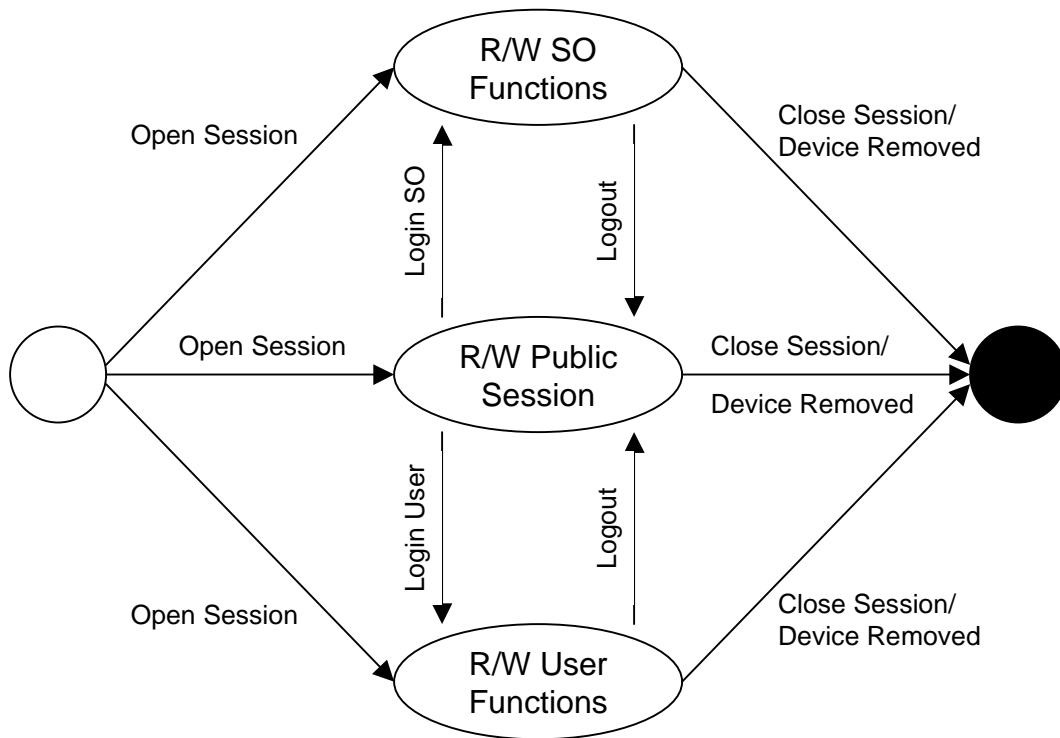 R/W SO
Functions
Open Session
Close Session/
Device Removed
Login SO
Logout
Open Session
R/W Public
Session
Close Session/
Device Removed
Login User
Logout
Open Session
Close Session/
Device Removed
R/W User
Functions